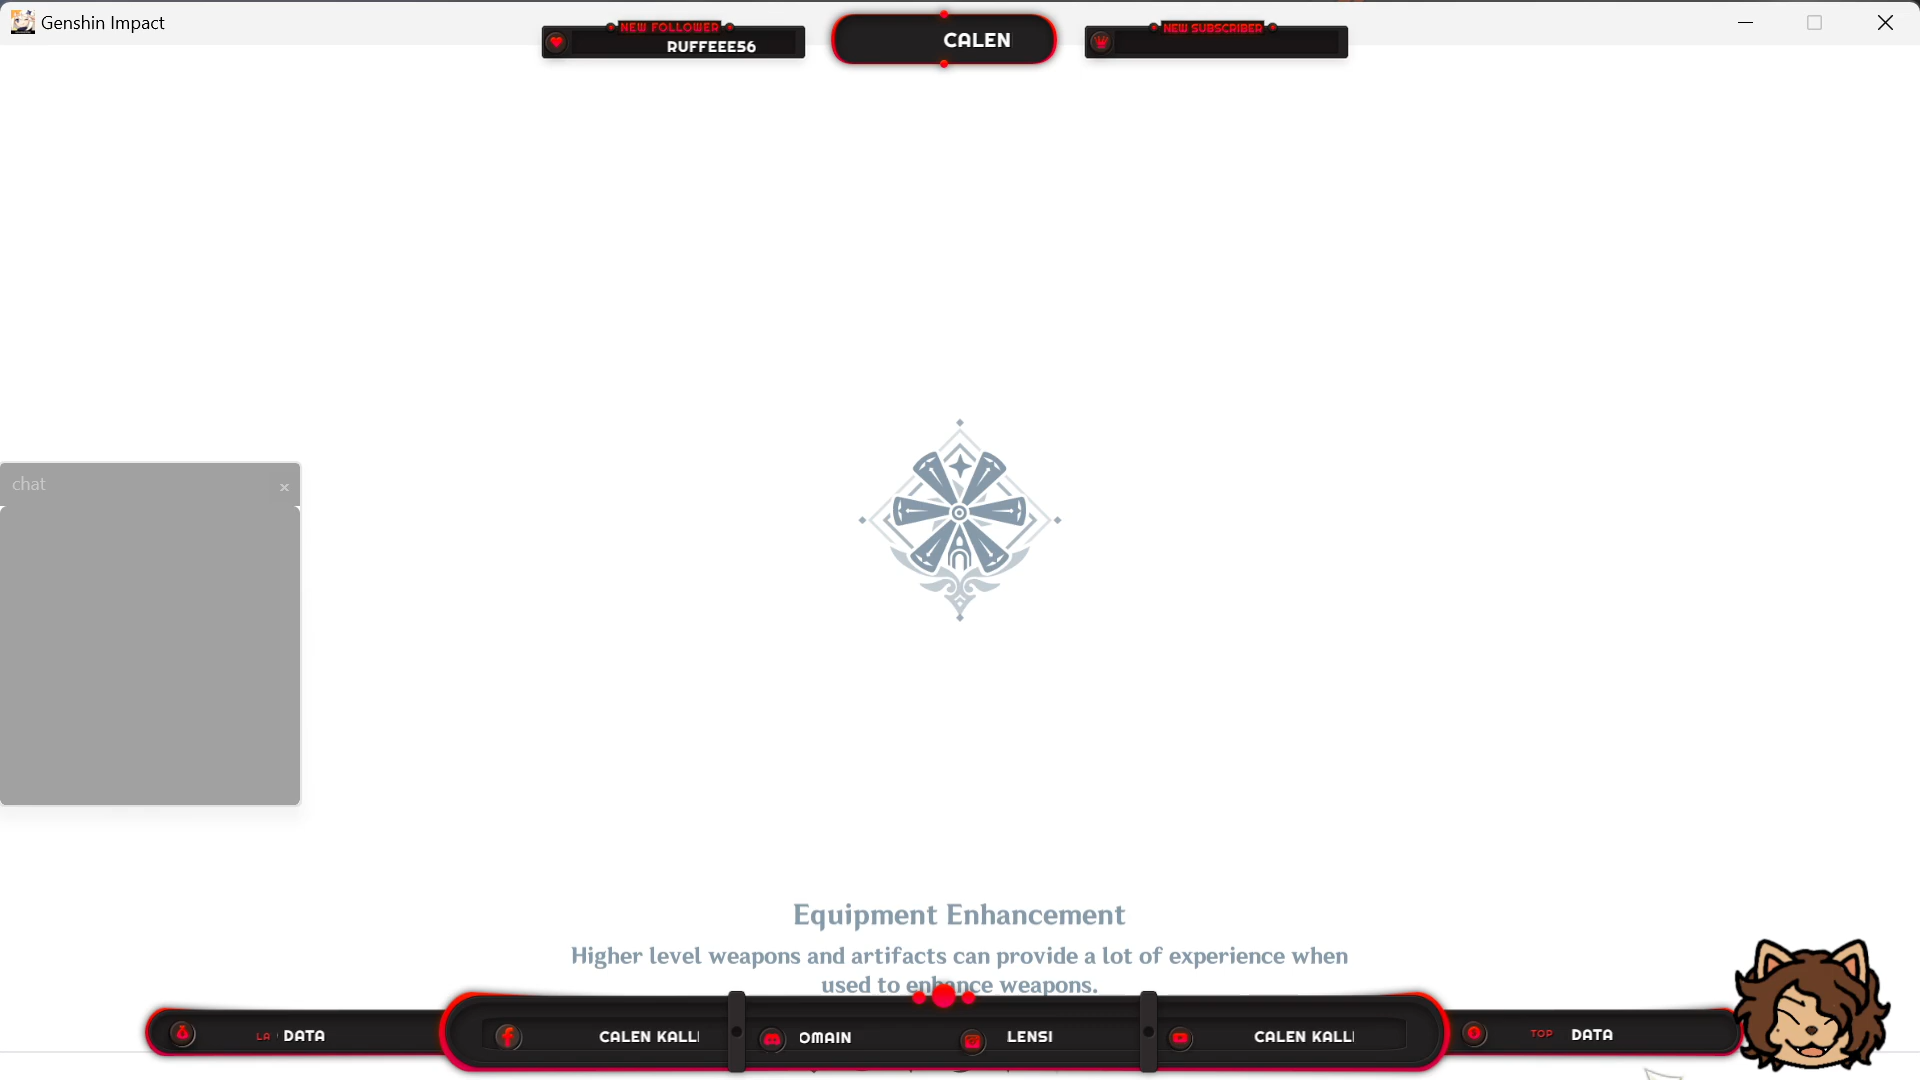 Genshin Impact
NEW FOLLOWER
RUFFEEE56
CALEN
NEW SUBSCRIBER
chat
Equipment Enhancement
Higher level weapons and artifacts can provide a lot of experience when
used to enhance weapons.
LA DATA
CALEN KALLI
OMAIN
LENSI
CALEN KALLI
TOP DATA